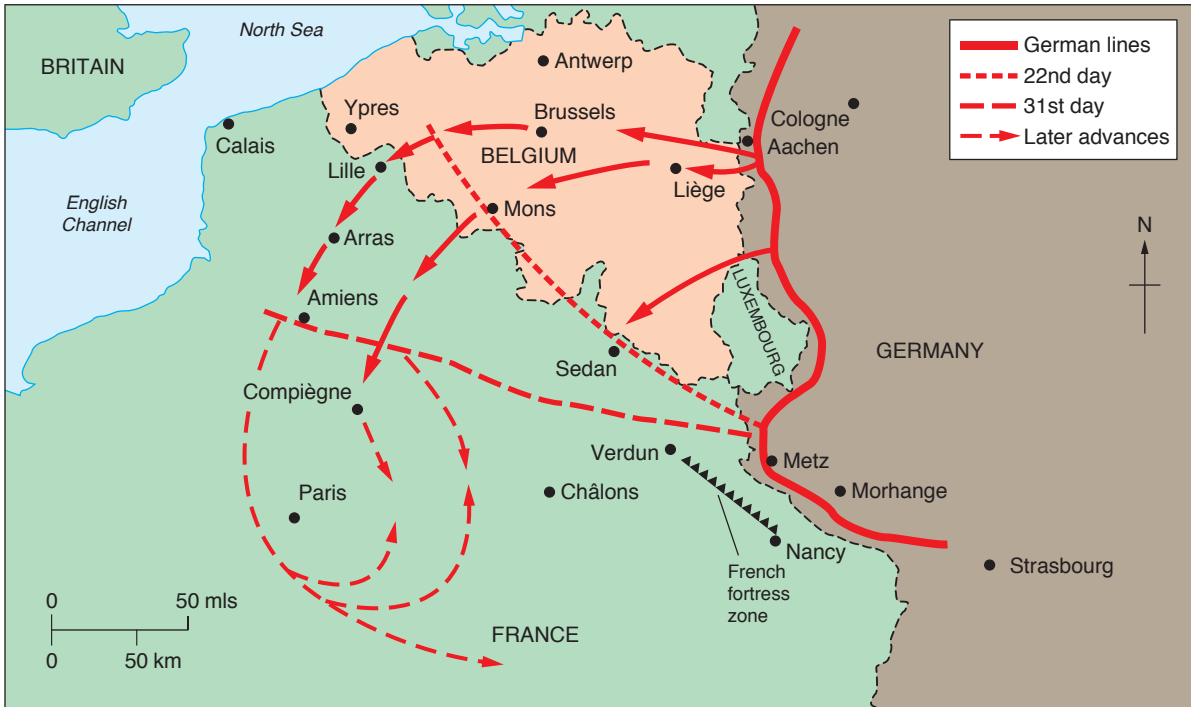 North Sea
BRITAIN
Antwerp
Ypres
Brussels
Cologne
Aachen
Calais
BELGIUM
Lille
Liège
English
Channel
Mons
Arras
Amiens
LUXEMBOURG
Sedan
GERMANY
Compiègne
Verdun
Metz
Morhange
Paris
Châlons
Nancy
Strasbourg
French
fortress
zone
FRANCE
0 50 mls
0 50 km
German lines
22nd day
31st day
Later advances
N